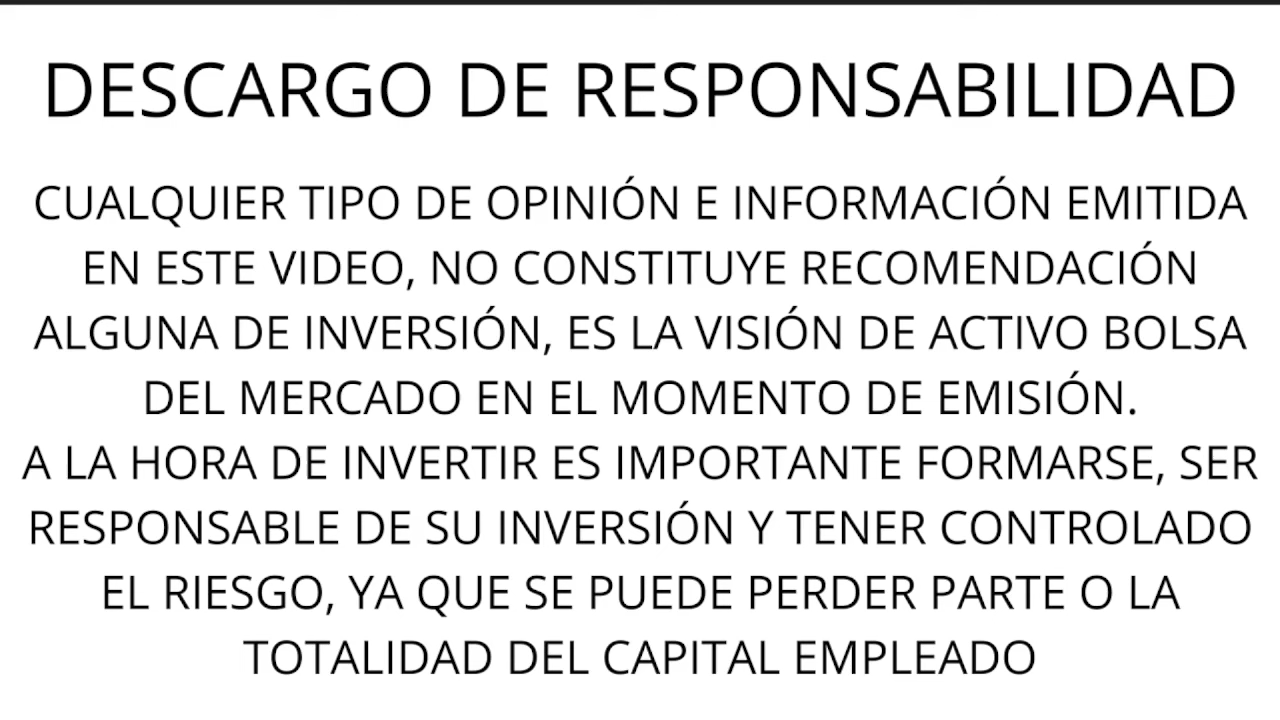 DESCARGO DE RESPONSABILIDAD
CUALQUIER TIPO DE OPINIÓN E INFORMACIÓN EMITIDA
EN ESTE VIDEO, NO CONSTITUYE RECOMENDACIÓN
ALGUNA DE INVERSIÓN, ES LA VISIÓN DE ACTIVO BOLSA
DEL MERCADO EN EL MOMENTO DE EMISIÓN.
A LA HORA DE INVERTIR ES IMPORTANTE FORMARSE, SER
RESPONSABLE DE SU INVERSIÓN Y TENER CONTROLADO
EL RIESGO, YA QUE SE PUEDE PERDER PARTE O LA
TOTALIDAD DEL CAPITAL EMPLEADO